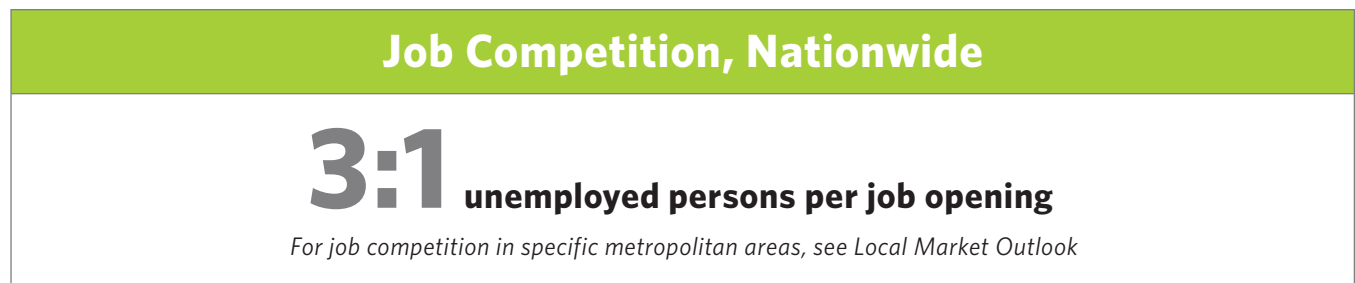 Job Competition, Nationwide
3:1 unemployed persons per job opening
For job competition in specific metropolitan areas, see Local Market Outlook